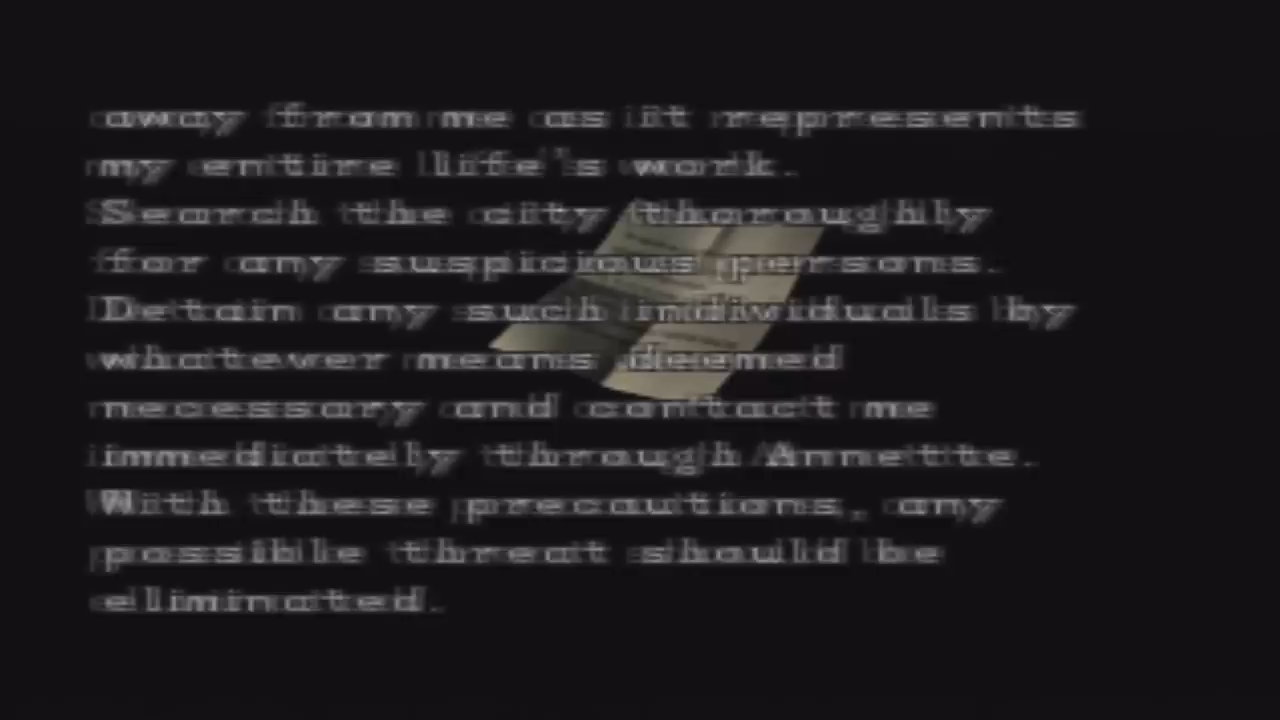 away from me as it represents
my entire life's work.
Search the city thoroughly
for any suspicious persons.
Detain any such individuals by
whatever means deemed
necessary and contact me
immediately through Annette.
With these precautions, any
possible threat should be
eliminated.